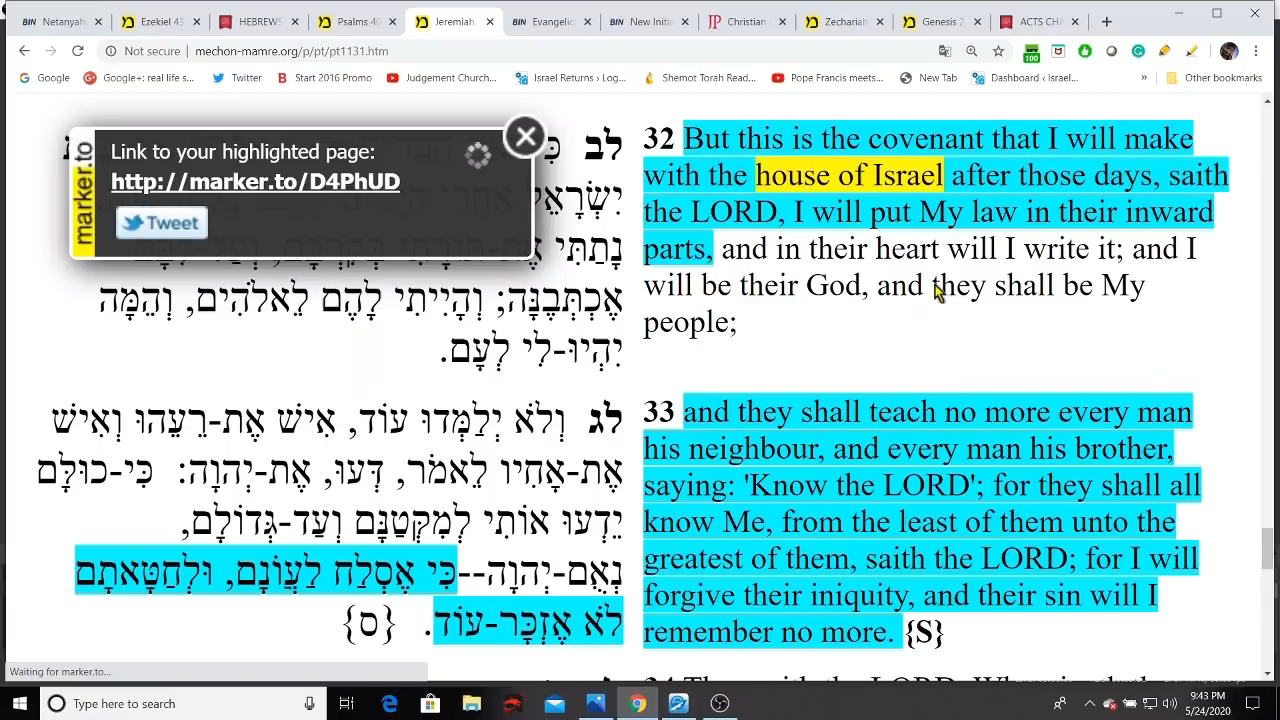 Netanyahu
Ezekiel 43
HEBREWS
Psalms 40
Jeremiah
Evangelic
New Initi
Christian
Zechariah
Genesis 2
ACTS CHA
Not secure | mechon-mamre.org/p/pt/pt1131.htm
100
Google
Google+: real life s...
Twitter
Start 2016 Promo
Judgement Church...
Israel Returns › Log...
Shemot Torah Read...
Pope Francis meets...
New Tab
Dashboard ‹ Israel...
»
Other bookmarks
marker.to
Link to your highlighted page:
http://marker.to/D4PhUD
Tweet
לב
אֶכְתְּבֶנָּה; וְהָיִיתִי לָהֶם לֵאלֹהִים, וְהֵמָּה
יִהְיוּ-לִי לְעָם.
32 But this is the covenant that I will make
with the house of Israel after those days, saith
the LORD, I will put My law in their inward
parts, and in their heart will I write it; and I
will be their God, and they shall be My
people;
לג וְלֹא יְלַמְּדוּ עוֹד, אִישׁ אֶת-רֵעֵהוּ וְאִישׁ
אֶת-אָחִיו לֵאמֹר, דְּעוּ, אֶת-יְהוָה: כִּי-כוּלָּם
יֵדְעוּ אוֹתִי לְמִקְּטַנָּם וְעַד-גְּדוֹלָם,
נְאֻם-יְהוָה--כִּי אֶסְלַח לַעֲוֺנָם, וּלְחַטָּאתָם
לֹא אֶזְכָּר-עוֹד. {ס}
33 and they shall teach no more every man
his neighbour, and every man his brother,
saying: 'Know the LORD'; for they shall all
know Me, from the least of them unto the
greatest of them, saith the LORD; for I will
forgive their iniquity, and their sin will I
remember no more. {S}
Waiting for marker.to...
Type here to search
9:43 PM
5/24/2020